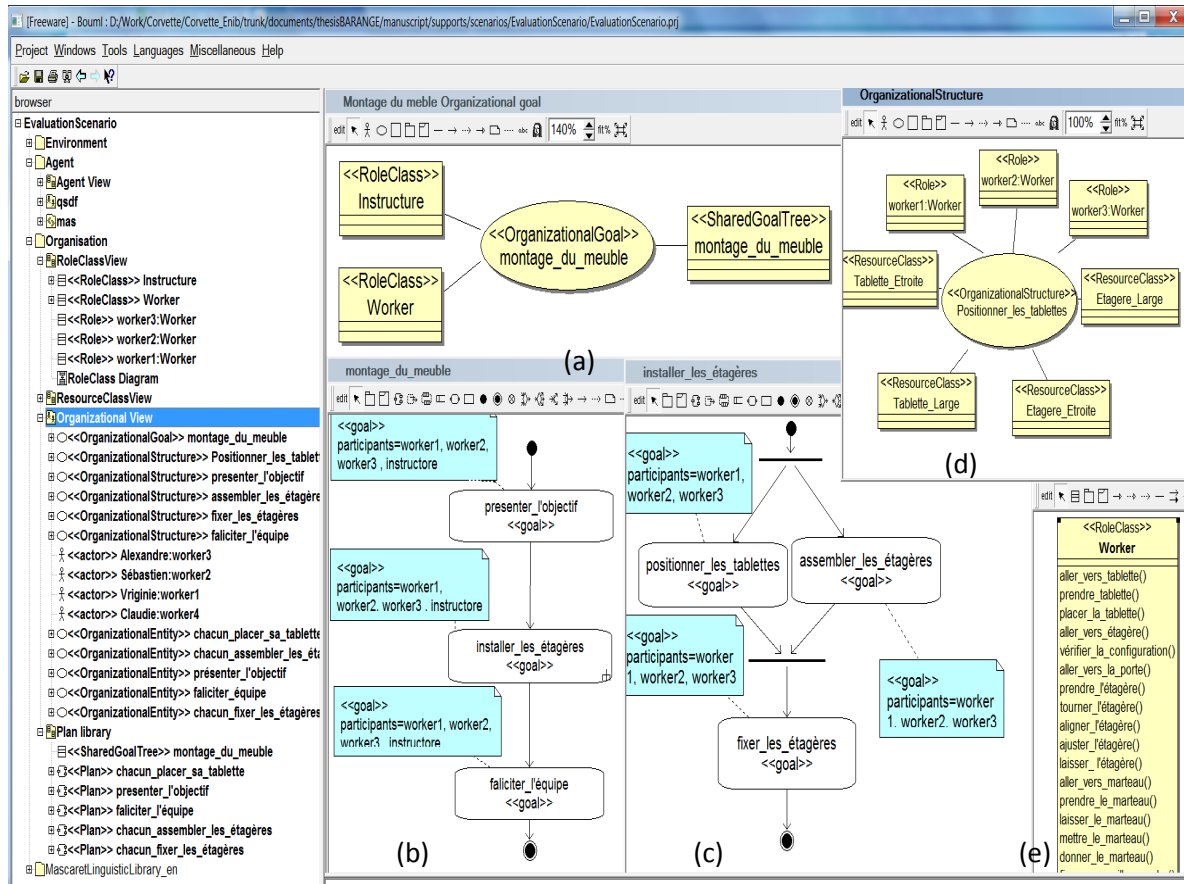 [Freeware] - Bouml : D:/Work/Corvette/Corvette_Enib/trunk/documents/thesisBARANGE/manuscript/supports/scenarios/EvaluationScenario/EvaluationScenario.prj
Project Windows Tools Languages Miscellaneous Help
browser
EvaluationScenario
Environment
Agent
Agent View
qsdf
mas
Organisation
RoleClassView
<<RoleClass>> Instructure
<<RoleClass>> Worker
<<Role>> worker3:Worker
<<Role>> worker2:Worker
<<Role>> worker1:Worker
RoleClass Diagram
ResourceClassView
Organizational View
<<OrganizationalGoal>> montage_du_meuble
<<OrganizationalStructure>> Positionner_les_tablett
<<OrganizationalStructure>> presenter_l'objectif
<<OrganizationalStructure>> assembler_les_étagère
<<OrganizationalStructure>> fixer_les_étagères
<<OrganizationalStructure>> faliciter_l'équipe
<<actor>> Alexandre:worker3
<<actor>> Sébastien:worker2
<<actor>> Vriginie:worker1
<<actor>> Claudie:worker4
<<OrganizationalEntity>> chacun_placer_sa_tablette
<<OrganizationalEntity>> chacun_assembler_les_éta
<<OrganizationalEntity>> présenter_l'objectif
<<OrganizationalEntity>> faliciter_équipe
<<OrganizationalEntity>> chacun_fixer_les_étagères
Plan library
<<SharedGoalTree>> montage_du_meuble
<<Plan>> chacun_placer_sa_tablette
<<Plan>> presenter_l'objectif
<<Plan>> faliciter_l'équipe
<<Plan>> chacun_assembler_les_étagères
<<Plan>> chacun_fixer_les_étagères
MascaretLinguisticLibrary_en
Montage du meble Organizational goal
edit abc 140% fit%
<<RoleClass>>
Instructure
<<RoleClass>>
Worker
<<OrganizationalGoal>>
montage_du_meuble
<<SharedGoalTree>>
montage_du_meuble
(a)
montage_du_meuble
edit
<<goal>>
participants=worker1, worker2,
worker3 , instructore
presenter_l'objectif
<<goal>>
<<goal>>
participants=worker1,
worker2. worker3 . instructore
installer_les_étagères
<<goal>>
<<goal>>
participants=worker1, worker2,
worker3 . instructore
faliciter_l'équipe
<<goal>>
(b)
installer_les_étagères
edit
<<goal>>
participants=worker1,
worker2, worker3
positionner_les_tablettes
<<goal>>
assembler_les_étagères
<<goal>>
<<goal>>
participants=worker
1, worker2, worker3
<<goal>>
participants=worker
1. worker2. worker3
fixer_les_étagères
<<goal>>
(c)
OrganizationalStructure
edit abc 100% fit%
<<Role>>
worker1:Worker
<<Role>>
worker2:Worker
<<Role>>
worker3:Worker
<<ResourceClass>>
Tablette_Etroite
<<OrganizationalStructure>>
Positionner_les_tablettes
<<ResourceClass>>
Etagere_Large
<<ResourceClass>>
Tablette_Large
<<ResourceClass>>
Etagere_Etroite
(d)
edit
<<RoleClass>>
Worker
aller_vers_tablette()
prendre_tablette()
placer_la_tablette()
aller_vers_étagère()
vérifier_la_configuration()
aller_vers_la_porte()
prendre_l'étagère()
tourner_l'étagère()
aligner_l'étagère()
ajuster_l'étagère()
laisser_l'étagère()
aller_vers_marteau()
prendre_le_marteau()
laisser_le_marteau()
mettre_le_marteau()
donner_le_marteau()
(e)